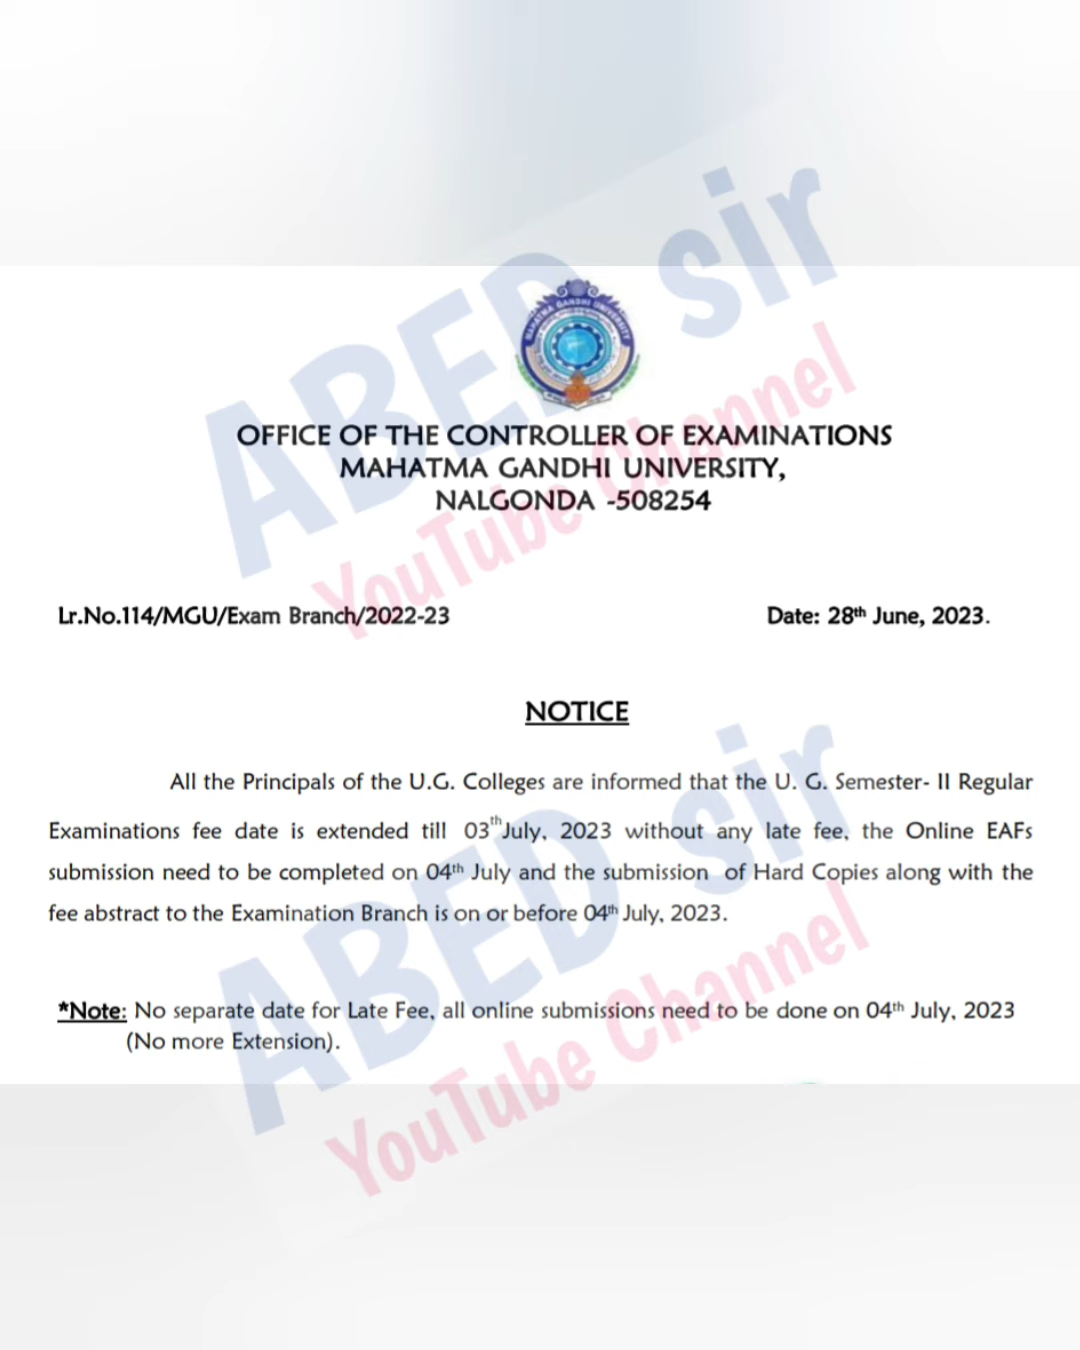 ABED sir
YouTube Channel
MAHATMA GANDHI UNIVERSITY
OFFICE OF THE CONTROLLER OF EXAMINATIONS
MAHATMA GANDHI UNIVERSITY,
NALGONDA -508254
Lr.No.114/MGU/Exam Branch/2022-23 Date: 28th June, 2023.
NOTICE
All the Principals of the U.G. Colleges are informed that the U. G. Semester- II Regular
Examinations fee date is extended till 03th July, 2023 without any late fee, the Online EAFs
submission need to be completed on 04th July and the submission of Hard Copies along with the
fee abstract to the Examination Branch is on or before 04th July, 2023.
*Note: No separate date for Late Fee, all online submissions need to be done on 04th July, 2023
(No more Extension).
ABED sir
YouTube Channel